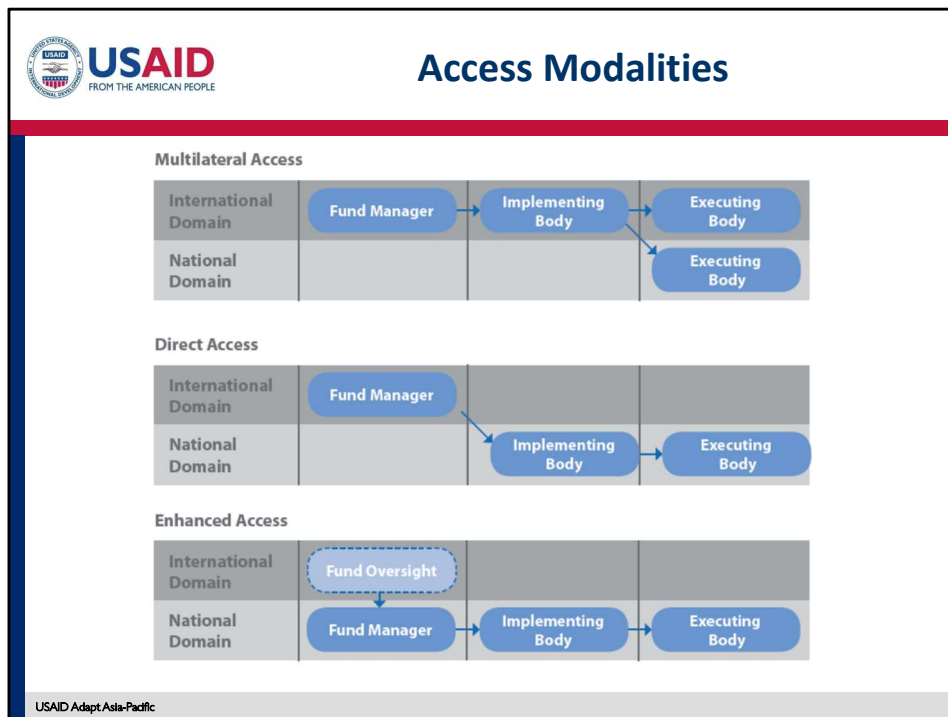 UNITED STATES AGENCY
USAID
INTERNATIONAL DEVELOPMENT
USAID
FROM THE AMERICAN PEOPLE
Access Modalities
Multilateral Access
International
Domain
Fund Manager
Implementing
Body
Executing
Body
National
Domain
Executing
Body
Direct Access
International
Domain
Fund Manager
National
Domain
Implementing
Body
Executing
Body
Enhanced Access
International
Domain
Fund Oversight
National
Domain
Fund Manager
Implementing
Body
Executing
Body
USAID Adapt Asia-Pacific